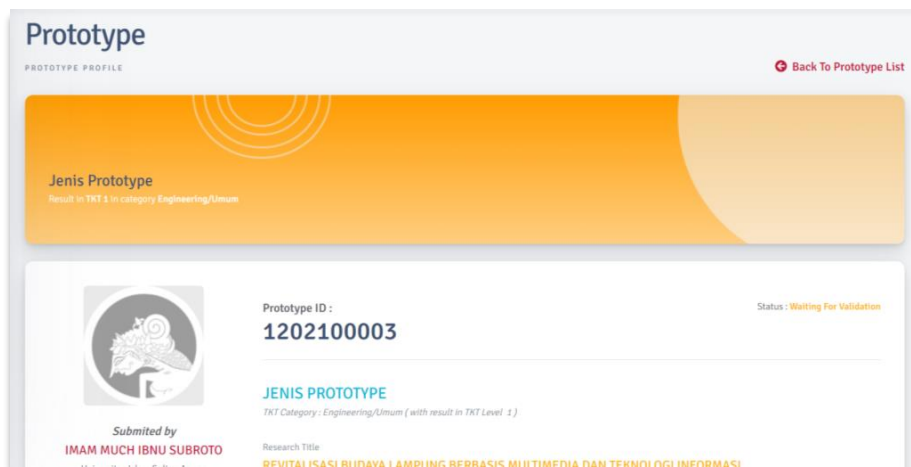 Prototype
PROTOTYPE PROFILE
Back To Prototype List
Jenis Prototype
Result in TKT 1 in category Engineering/Umum
Prototype ID :
Status : Waiting For Validation
1202100003
JENIS PROTOTYPE
TKT Category : Engineering/Umum ( with result in TKT Level 1 )
Submited by
IMAM MUCH IBNU SUBROTO
Research Title
REVITALISASI BUDAYA LAMPUNG BERBASIS MULTIMEDIA DAN TEKNOLOGI INFORMASI